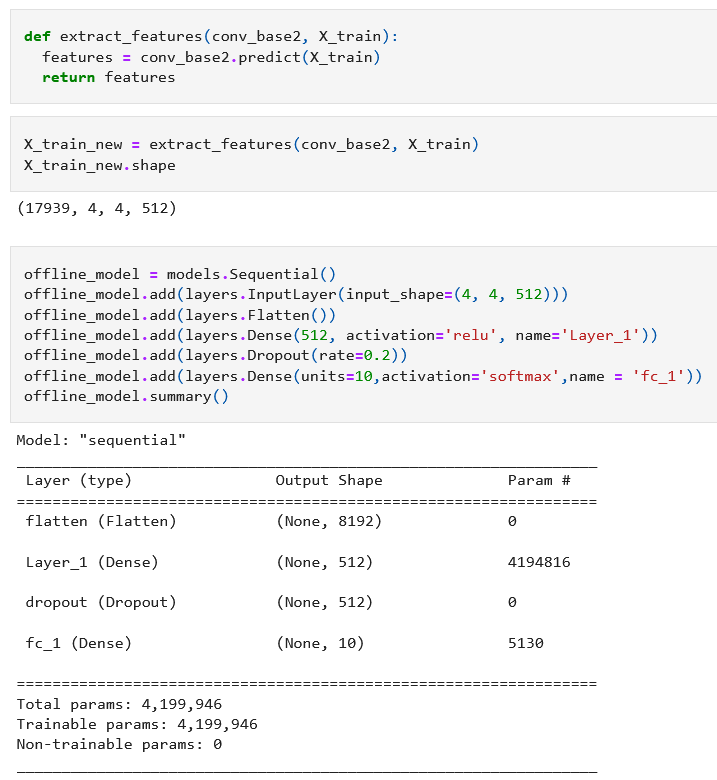 def extract_features(conv_base2, X_train):
  features = conv_base2.predict(X_train)
  return features
X_train_new = extract_features(conv_base2, X_train)
X_train_new.shape
(17939, 4, 4, 512)
offline_model = models.Sequential()
offline_model.add(layers.InputLayer(input_shape=(4, 4, 512)))
offline_model.add(layers.Flatten())
offline_model.add(layers.Dense(512, activation='relu', name='Layer_1'))
offline_model.add(layers.Dropout(rate=0.2))
offline_model.add(layers.Dense(units=10,activation='softmax',name = 'fc_1'))
offline_model.summary()
Model: "sequential"
_________________________________________________________________
 Layer (type)                Output Shape              Param #
=================================================================
 flatten (Flatten)           (None, 8192)              0
 Layer_1 (Dense)             (None, 512)               4194816
 dropout (Dropout)           (None, 512)               0
 fc_1 (Dense)                (None, 10)                5130
=================================================================
Total params: 4,199,946
Trainable params: 4,199,946
Non-trainable params: 0
_________________________________________________________________